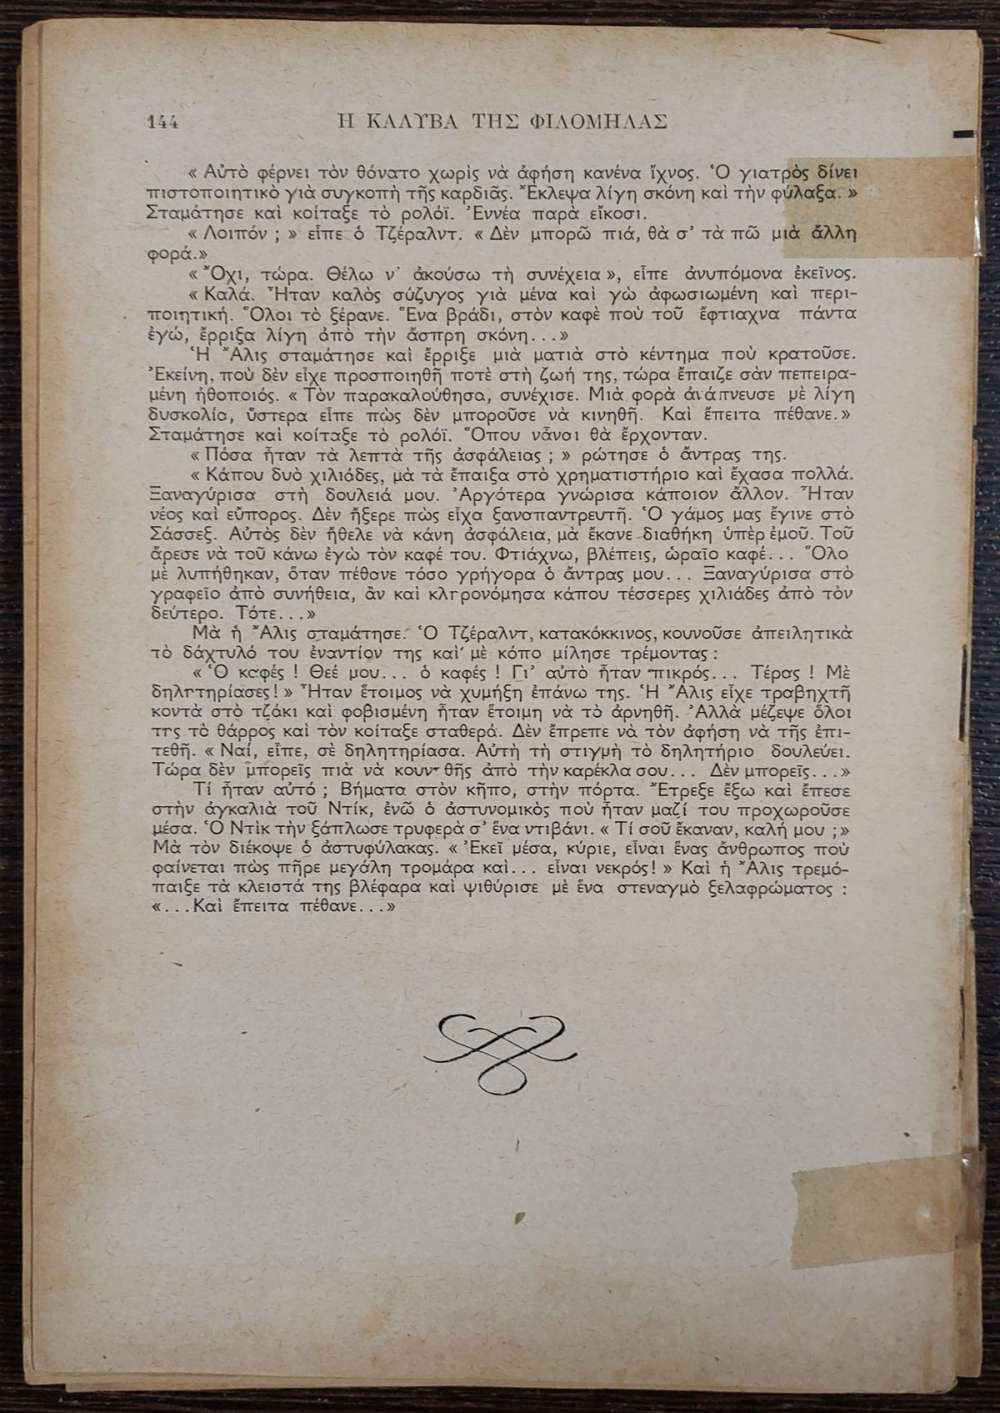 144
Η ΚΑΛΥΒΑ ΤΗΣ ΦΙΛΟΜΗΛΑΣ
« Αὐτὸ φέρνει τὸν θάνατο χωρὶς νὰ ἀφήση κανένα ἴχνος. Ὁ γιατρὸς δίνει
πιστοποιητικὸ γιὰ συγκοπὴ τῆς καρδιᾶς. Ἔκλεψα λίγη σκόνη καὶ τὴν φύλαξα. »
Σταμάτησε καὶ κοίταξε τὸ ρολόϊ. Ἐννέα παρὰ εἴκοσι.
« Λοιπόν ; » εἶπε ὁ Τζέραλντ. « Δὲν μπορῶ πιά, θὰ σ' τὰ πῶ μιὰ ἄλλη
φορά.»
« Ὄχι, τώρα. Θέλω ν' ἀκούσω τὴ συνέχεια », εἶπε ἀνυπόμονα ἐκεῖνος.
« Καλά. Ἦταν καλὸς σύζυγος γιὰ μένα καὶ γὼ ἀφωσιωμένη καὶ περι-
ποιητική. Ὅλοι τὸ ξέρανε. Ἕνα βράδι, στὸν καφὲ ποὺ τοῦ ἔφτιαχνα πάντα
ἐγώ, ἔρριξα λίγη ἀπὸ τὴν ἄσπρη σκόνη...»
Ἡ Ἄλις σταμάτησε καὶ ἔρριξε μιὰ ματιὰ στὸ κέντημα ποὺ κρατοῦσε.
Ἐκείνη, ποὺ δὲν εἶχε προσποιηθῆ ποτὲ στὴ ζωή της, τώρα ἔπαιζε σὰν πεπειρα-
μένη ἠθοποιός. « Τὸν παρακαλούθησα, συνέχισε. Μιὰ φορὰ ἀνάπνευσε μὲ λίγη
δυσκολία, ὕστερα εἶπε πὼς δὲν μποροῦσε νὰ κινηθῆ. Καὶ ἔπειτα πέθανε.»
Σταμάτησε καὶ κοίταξε τὸ ρολόϊ. Ὅπου νἆναι θὰ ἔρχονταν.
« Πόσα ἦταν τὰ λεπτὰ τῆς ἀσφάλειας ; » ρώτησε ὁ ἄντρας της.
« Κάπου δυὸ χιλιάδες, μὰ τὰ ἔπαιξα στὸ χρηματιστήριο καὶ ἔχασα πολλά.
Ξαναγύρισα στὴ δουλειά μου. Ἀργότερα γνώρισα κάποιον ἄλλον. Ἦταν
νέος καὶ εὔπορος. Δὲν ἤξερε πὼς εἶχα ξαναπαντρευτῆ. Ὁ γάμος μας ἔγινε στὸ
Σάσσεξ. Αὐτὸς δὲν ἤθελε νὰ κάνη ἀσφάλεια, μὰ ἔκανε διαθήκη ὑπὲρ ἐμοῦ. Τοῦ
ἄρεσε νὰ τοῦ κάνω ἐγὼ τὸν καφέ του. Φτιάχνω, βλέπεις, ὡραῖο καφέ... Ὅλο
μὲ λυπήθηκαν, ὅταν πέθανε τόσο γρήγορα ὁ ἄντρας μου... Ξαναγύρισα στὸ
γραφεῖο ἀπὸ συνήθεια, ἂν καὶ κληρονόμησα κάπου τέσσερες χιλιάδες ἀπὸ τὸν
δεύτερο. Τότε...»
Μὰ ἡ Ἄλις σταμάτησε. Ὁ Τζέραλντ, κατακόκκινος, κουνοῦσε ἀπειλητικὰ
τὸ δάχτυλό του ἐναντίον της καὶ μὲ κόπο μίλησε τρέμοντας :
« Ὁ καφές ! Θεέ μου... ὁ καφές ! Γι' αὐτὸ ἦταν πικρός... Τέρας ! Μὲ
δηλητηρίασες! » Ἦταν ἕτοιμος νὰ χυμήξη ἐπάνω της. Ἡ Ἄλις εἶχε τραβηχτῆ
κοντὰ στὸ τζάκι καὶ φοβισμένη ἦταν ἕτοιμη νὰ τὸ ἀρνηθῆ. Ἀλλὰ μάζεψε ὅλοι
της τὸ θάρρος καὶ τὸν κοίταξε σταθερά. Δὲν ἔπρεπε νὰ τὸν ἀφήση νὰ τῆς ἐπι-
τεθῆ. « Ναί, εἶπε, σὲ δηλητηρίασα. Αὐτὴ τὴ στιγμὴ τὸ δηλητήριο δουλεύει.
Τώρα δὲν μπορεῖς πιὰ νὰ κουνηθῆς ἀπὸ τὴν καρέκλα σου... Δὲν μπορεῖς...»
Τί ἦταν αὐτό ; Βήματα στὸν κῆπο, στὴν πόρτα. Ἔτρεξε ἔξω καὶ ἔπεσε
στὴν ἀγκαλιὰ τοῦ Ντίκ, ἐνῶ ὁ ἀστυνομικὸς ποὺ ἦταν μαζί του προχωροῦσε
μέσα. Ὁ Ντὶκ τὴν ξάπλωσε τρυφερὰ σ' ἕνα ντιβάνι. « Τί σοῦ ἔκαναν, καλή μου ;»
Μὰ τὸν διέκοψε ὁ ἀστυφύλακας. « Ἐκεῖ μέσα, κύριε, εἶναι ἕνας ἄνθρωπος ποὺ
φαίνεται πὼς πῆρε μεγάλη τρομάρα καὶ... εἶναι νεκρός! » Καὶ ἡ Ἄλις τρεμό-
παιξε τὰ κλειστά της βλέφαρα καὶ ψιθύρισε μὲ ἕνα στεναγμὸ ξελαφρώματος :
«...Καὶ ἔπειτα πέθανε...»